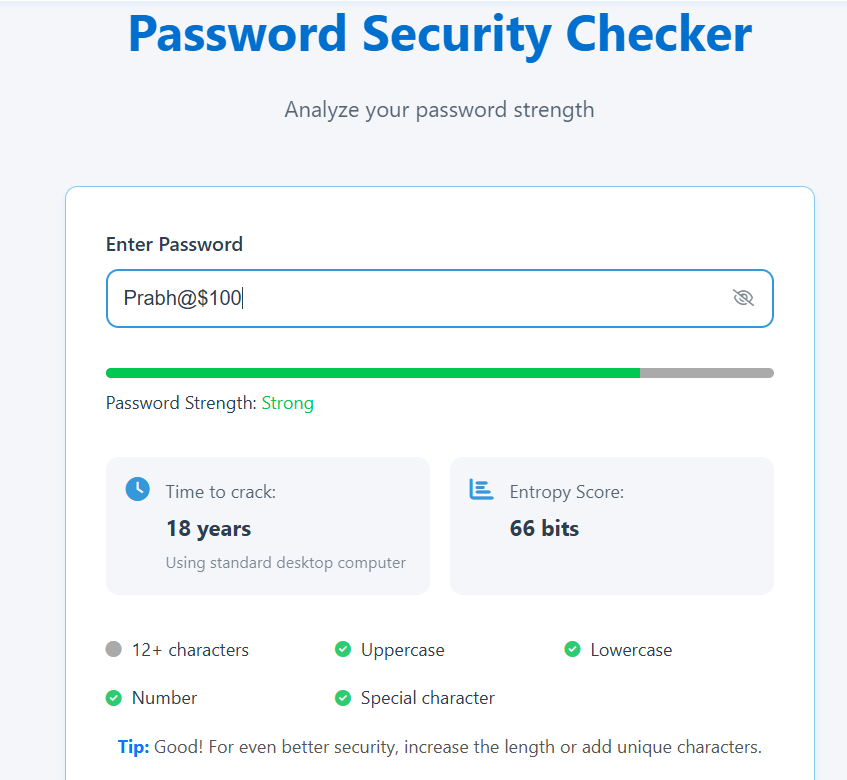 Password Security Checker
Analyze your password strength
Enter Password
Prabh@$100
Password Strength: Strong
Time to crack:
18 years
Using standard desktop computer
Entropy Score:
66 bits
12+ characters
Uppercase
Lowercase
Number
Special character
Tip: Good! For even better security, increase the length or add unique characters.